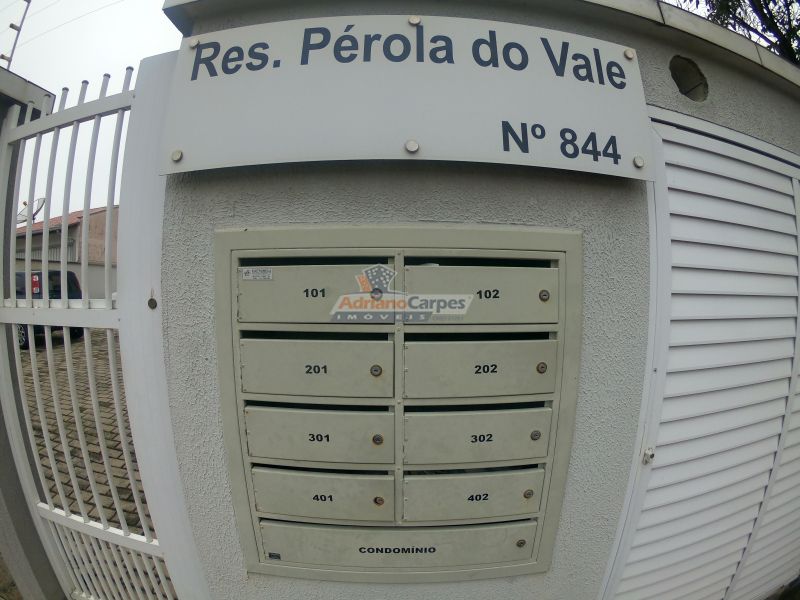 Res. Pérola do Vale
Nº 844
101
102
AdrianoCarpes
IMÓVEIS
201
202
301
302
401
402
CONDOMÍNIO